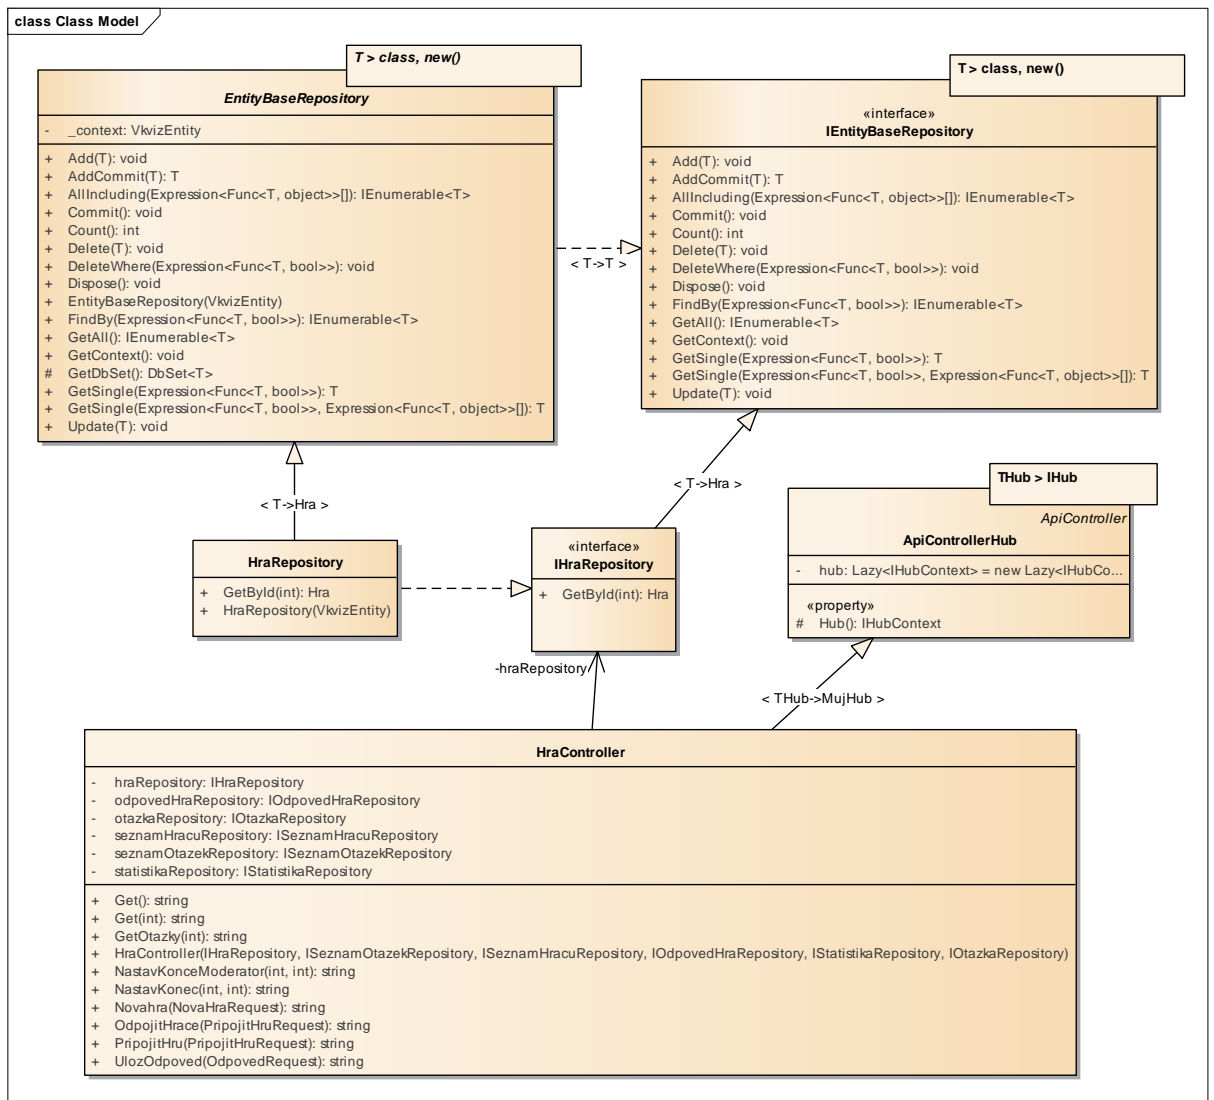 class Class Model
T > class, new()
EntityBaseRepository
- _context: VkvizEntity
+ Add(T): void
+ AddCommit(T): T
+ AllIncluding(Expression<Func<T, object>>[]): IEnumerable<T>
+ Commit(): void
+ Count(): int
+ Delete(T): void
+ DeleteWhere(Expression<Func<T, bool>>): void
+ Dispose(): void
+ EntityBaseRepository(VkvizEntity)
+ FindBy(Expression<Func<T, bool>>): IEnumerable<T>
+ GetAll(): IEnumerable<T>
+ GetContext(): void
# GetDbSet(): DbSet<T>
+ GetSingle(Expression<Func<T, bool>>): T
+ GetSingle(Expression<Func<T, bool>>, Expression<Func<T, object>>[]): T
+ Update(T): void
T > class, new()
«interface»
IEntityBaseRepository
+ Add(T): void
+ AddCommit(T): T
+ AllIncluding(Expression<Func<T, object>>[]): IEnumerable<T>
+ Commit(): void
+ Count(): int
+ Delete(T): void
+ DeleteWhere(Expression<Func<T, bool>>): void
+ Dispose(): void
+ FindBy(Expression<Func<T, bool>>): IEnumerable<T>
+ GetAll(): IEnumerable<T>
+ GetContext(): void
+ GetSingle(Expression<Func<T, bool>>): T
+ GetSingle(Expression<Func<T, bool>>, Expression<Func<T, object>>[]): T
+ Update(T): void
< T->T >
< T->Hra >
< T->Hra >
HraRepository
+ GetById(int): Hra
+ HraRepository(VkvizEntity)
«interface»
IHraRepository
+ GetById(int): Hra
THub > IHub
ApiController
ApiControllerHub
- hub: Lazy<IHubContext> = new Lazy<IHubCo...
«property»
# Hub(): IHubContext
-hraRepository
< THub->MujHub >
HraController
- hraRepository: IHraRepository
- odpovedHraRepository: IOdpovedHraRepository
- otazkaRepository: IOtazkaRepository
- seznamHracuRepository: ISeznamHracuRepository
- seznamOtazekRepository: ISeznamOtazekRepository
- statistikaRepository: IStatistikaRepository
+ Get(): string
+ Get(int): string
+ GetOtazky(int): string
+ HraController(IHraRepository, ISeznamOtazekRepository, ISeznamHracuRepository, IOdpovedHraRepository, IStatistikaRepository, IOtazkaRepository)
+ NastavKonceModerator(int, int): string
+ NastavKonec(int, int): string
+ Novahra(NovaHraRequest): string
+ OdpojitHrace(PripojitHruRequest): string
+ PripojitHru(PripojitHruRequest): string
+ UlozOdpoved(OdpovedRequest): string